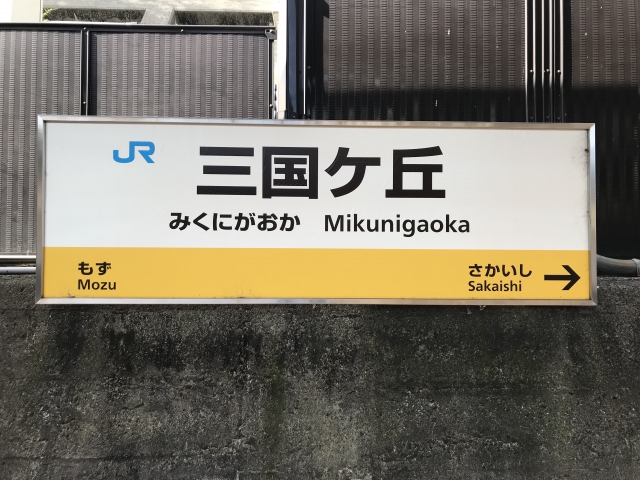 JR 三国ケ丘
みくにがおか Mikunigaoka
もず
Mozu
さかいし
Sakaishi